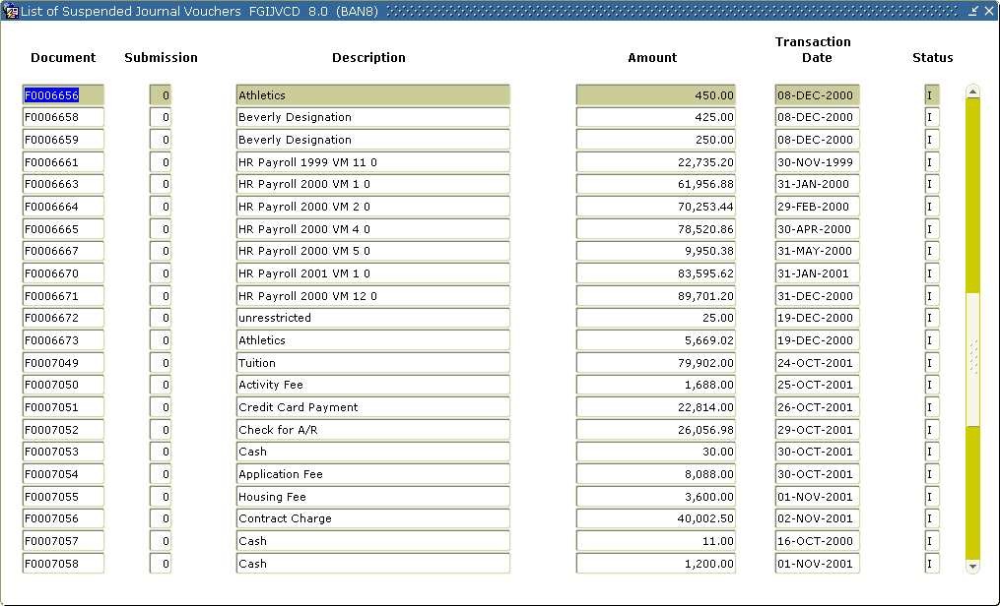 List of Suspended Journal Vouchers FGIJVCD 8.0 (BAN8)
Document Submission Description Amount Transaction Date Status
F0006656 0 Athletics 450.00 08-DEC-2000 I
F0006658 0 Beverly Designation 425.00 08-DEC-2000 I
F0006659 0 Beverly Designation 250.00 08-DEC-2000 I
F0006661 0 HR Payroll 1999 VM 11 0 22,735.20 30-NOV-1999 I
F0006663 0 HR Payroll 2000 VM 1 0 61,956.88 31-JAN-2000 I
F0006664 0 HR Payroll 2000 VM 2 0 70,253.44 29-FEB-2000 I
F0006665 0 HR Payroll 2000 VM 4 0 78,520.86 30-APR-2000 I
F0006667 0 HR Payroll 2000 VM 5 0 9,950.38 31-MAY-2000 I
F0006670 0 HR Payroll 2001 VM 1 0 83,595.62 31-JAN-2001 I
F0006671 0 HR Payroll 2000 VM 12 0 89,701.20 31-DEC-2000 I
F0006672 0 unresstricted 25.00 19-DEC-2000 I
F0006673 0 Athletics 5,669.02 19-DEC-2000 I
F0007049 0 Tuition 79,902.00 24-OCT-2001 I
F0007050 0 Activity Fee 1,688.00 25-OCT-2001 I
F0007051 0 Credit Card Payment 22,814.00 26-OCT-2001 I
F0007052 0 Check for A/R 26,056.98 29-OCT-2001 I
F0007053 0 Cash 30.00 30-OCT-2001 I
F0007054 0 Application Fee 8,088.00 30-OCT-2001 I
F0007055 0 Housing Fee 3,600.00 01-NOV-2001 I
F0007056 0 Contract Charge 40,002.50 02-NOV-2001 I
F0007057 0 Cash 11.00 16-OCT-2000 I
F0007058 0 Cash 1,200.00 01-NOV-2001 I